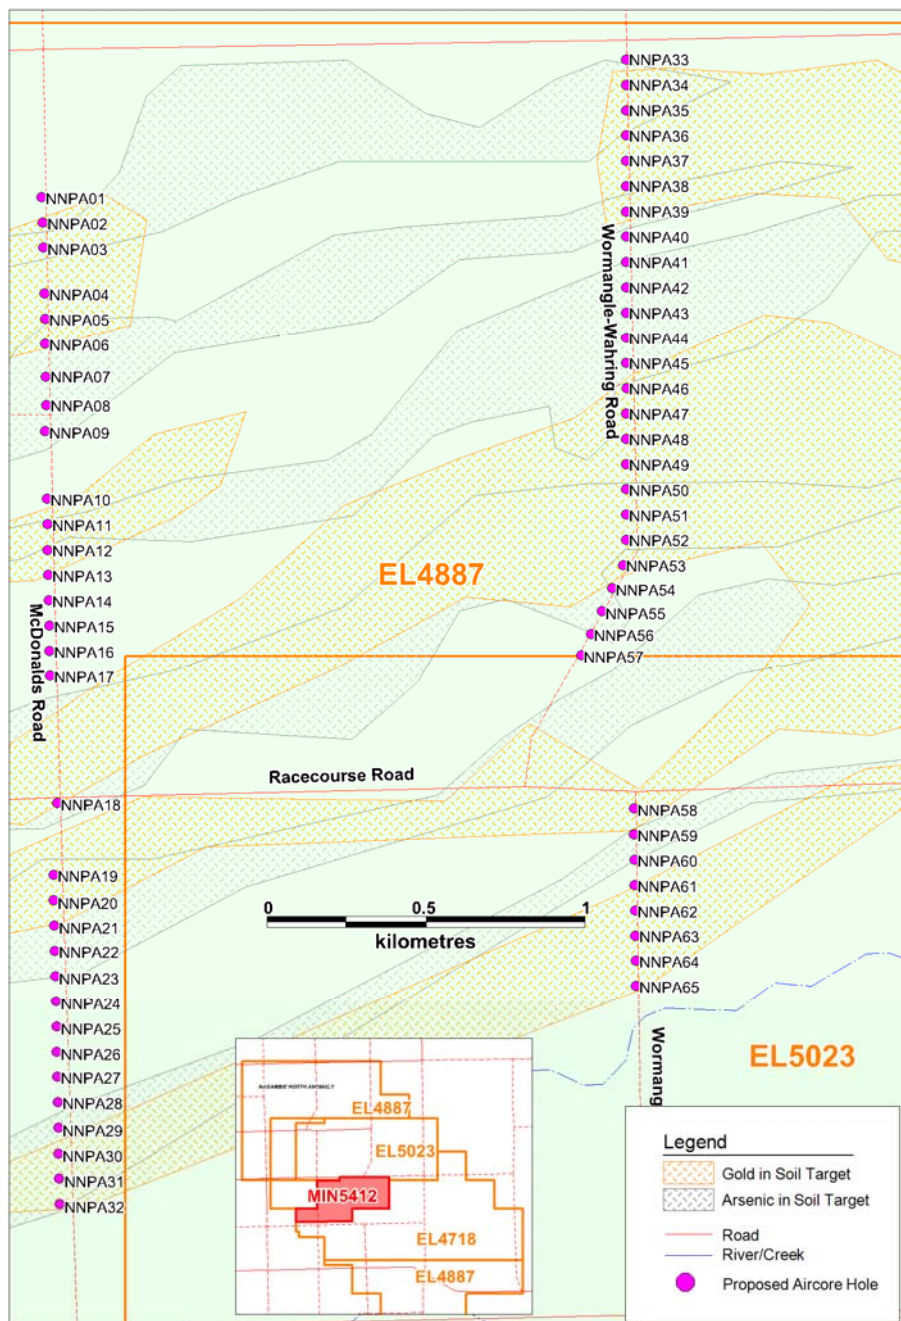 NNPA33
NNPA34
NNPA35
NNPA36
NNPA37
NNPA38
NNPA39
NNPA40
NNPA41
NNPA42
NNPA43
NNPA44
NNPA45
NNPA46
NNPA47
NNPA48
NNPA49
NNPA50
NNPA51
NNPA52
NNPA53
NNPA54
NNPA55
NNPA56
NNPA57
Wormangle-Wahring Road
NNPA01
NNPA02
NNPA03
NNPA04
NNPA05
NNPA06
NNPA07
NNPA08
NNPA09
NNPA10
NNPA11
NNPA12
NNPA13
NNPA14
NNPA15
NNPA16
NNPA17
McDonalds Road
EL4887
Racecourse Road
NNPA18
NNPA19
NNPA20
NNPA21
NNPA22
NNPA23
NNPA24
NNPA25
NNPA26
NNPA27
NNPA28
NNPA29
NNPA30
NNPA31
NNPA32
NNPA58
NNPA59
NNPA60
NNPA61
NNPA62
NNPA63
NNPA64
NNPA65
0 0.5 1
kilometres
Wormang
EL5023
NAGAMBIE NORTH ANOMALY
EL4887
EL5023
MIN5412
EL4718
EL4887
Legend
Gold in Soil Target
Arsenic in Soil Target
Road
River/Creek
Proposed Aircore Hole